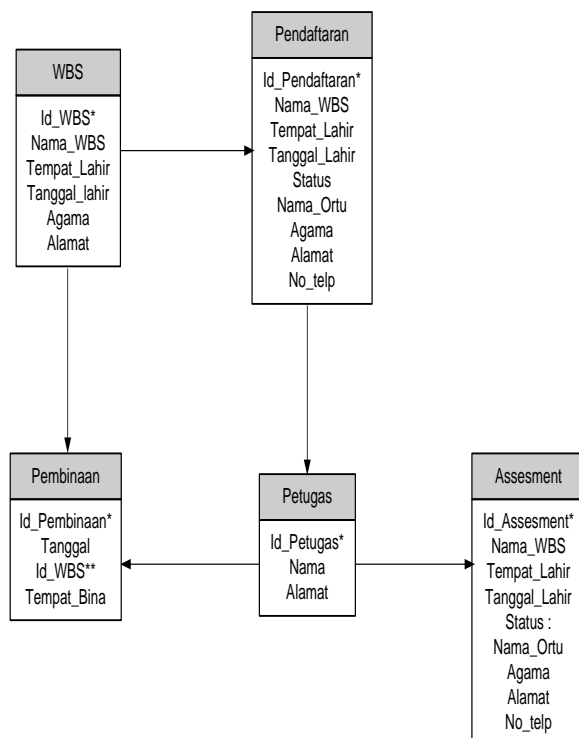 WBS
Id_WBS*
Nama_WBS
Tempat_Lahir
Tanggal_lahir
Agama
Alamat
Pendaftaran
Id_Pendaftaran*
Nama_WBS
Tempat_Lahir
Tanggal_Lahir
Status
Nama_Ortu
Agama
Alamat
No_telp
Pembinaan
Id_Pembinaan*
Tanggal
Id_WBS**
Tempat_Bina
Petugas
Id_Petugas*
Nama
Alamat
Assesment
Id_Assesment*
Nama_WBS
Tempat_Lahir
Tanggal_Lahir
Status :
Nama_Ortu
Agama
Alamat
No_telp